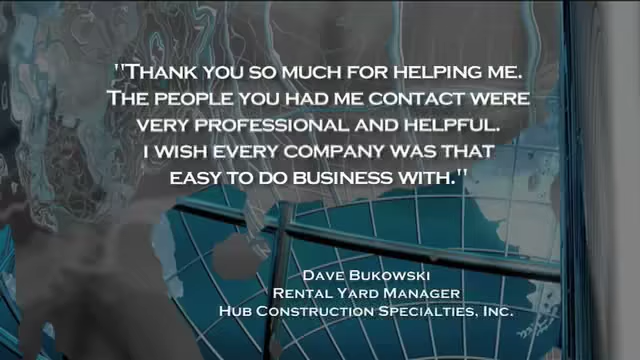 "Thank you so much for helping me.
The people you had me contact were
very professional and helpful.
I wish every company was that
easy to do business with."
Dave Bukowski
Rental Yard Manager
Hub Construction Specialties, Inc.